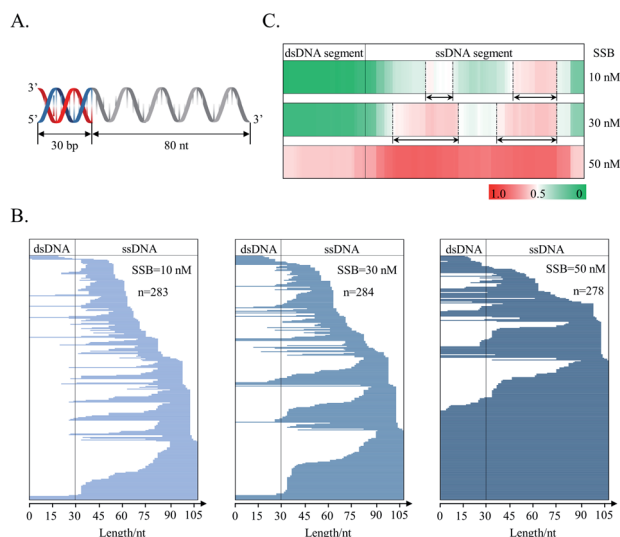 A.
3’
5’
3’
30 bp
80 nt
C.
dsDNA segment
ssDNA segment
SSB
10 nM
30 nM
50 nM
1.0
0.5
0
B.
dsDNA
ssDNA
SSB=10 nM
n=283
0
15
30
45
60
75
90
105
Length/nt
dsDNA
ssDNA
SSB=30 nM
n=284
0
15
30
45
60
75
90
105
Length/nt
dsDNA
ssDNA
SSB=50 nM
n=278
0
15
30
45
60
75
90
105
Length/nt